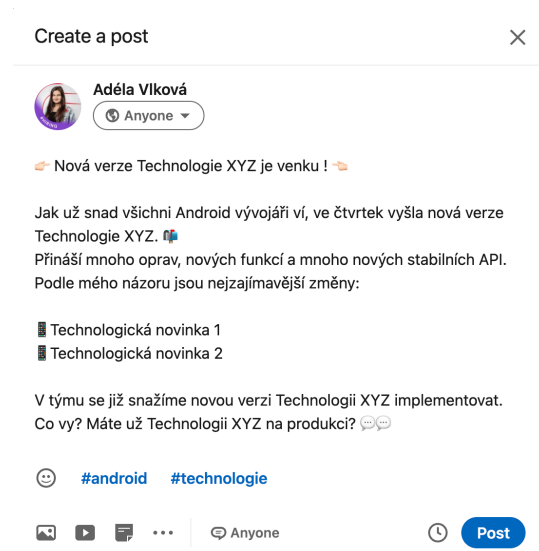 Create a post
Adéla Vlková
Anyone
👉🏻 Nová verze Technologie XYZ je venku ! 👈🏻
Jak už snad všichni Android vývojáři ví, ve čtvrtek vyšla nová verze
Technologie XYZ. 📬
Přináší mnoho oprav, nových funkcí a mnoho nových stabilních API.
Podle mého názoru jsou nejzajímavější změny:
📱Technologická novinka 1
📱Technologická novinka 2
V týmu se již snažíme novou verzi Technologii XYZ implementovat.
Co vy? Máte už Technologii XYZ na produkci? 💬💬
#android #technologie
Anyone
Post